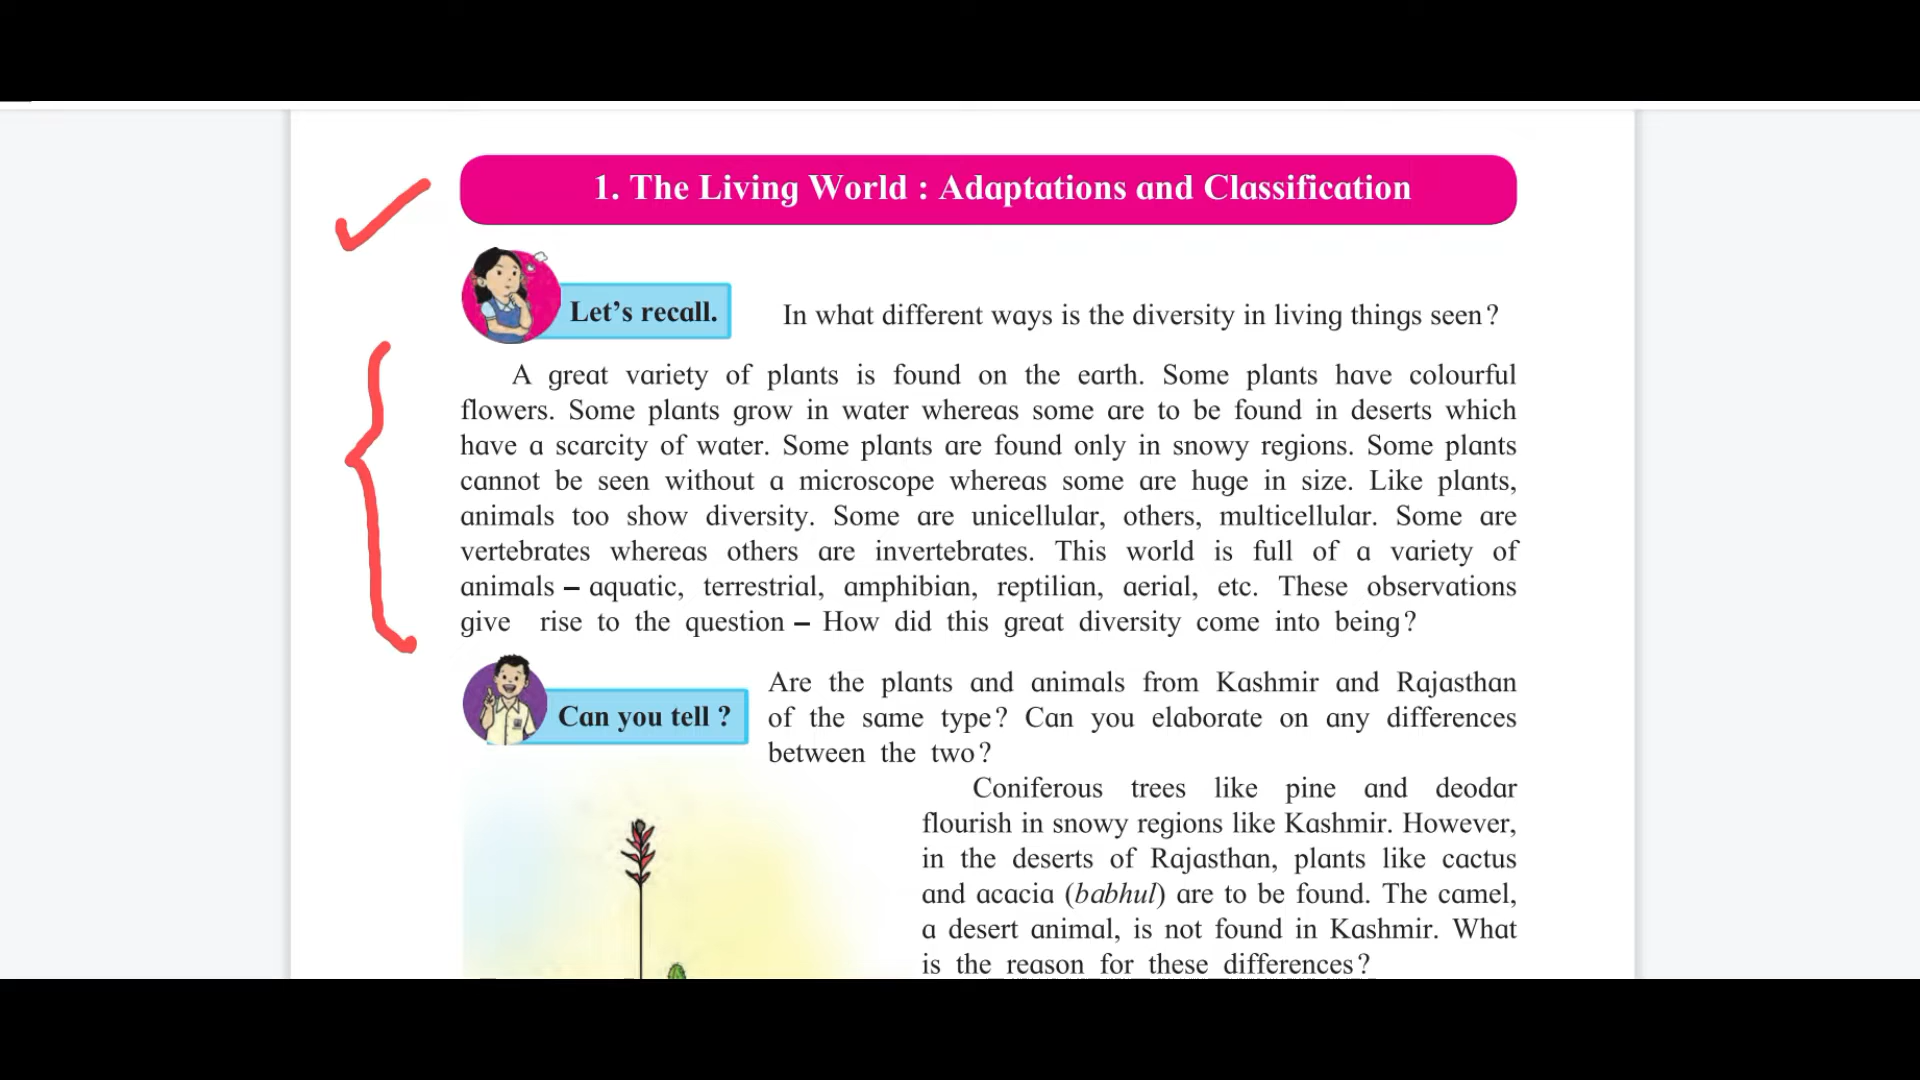 1. The Living World : Adaptations and Classification
Let's recall.
In what different ways is the diversity in living things seen?
A great variety of plants is found on the earth. Some plants have colourful
flowers. Some plants grow in water whereas some are to be found in deserts which
have a scarcity of water. Some plants are found only in snowy regions. Some plants
cannot be seen without a microscope whereas some are huge in size. Like plants,
animals too show diversity. Some are unicellular, others, multicellular. Some are
vertebrates whereas others are invertebrates. This world is full of a variety of
animals – aquatic, terrestrial, amphibian, reptilian, aerial, etc. These observations
give rise to the question – How did this great diversity come into being?
Can you tell ?
Are the plants and animals from Kashmir and Rajasthan
of the same type? Can you elaborate on any differences
between the two?
Coniferous trees like pine and deodar
flourish in snowy regions like Kashmir. However,
in the deserts of Rajasthan, plants like cactus
and acacia (babhul) are to be found. The camel,
a desert animal, is not found in Kashmir. What
is the reason for these differences?